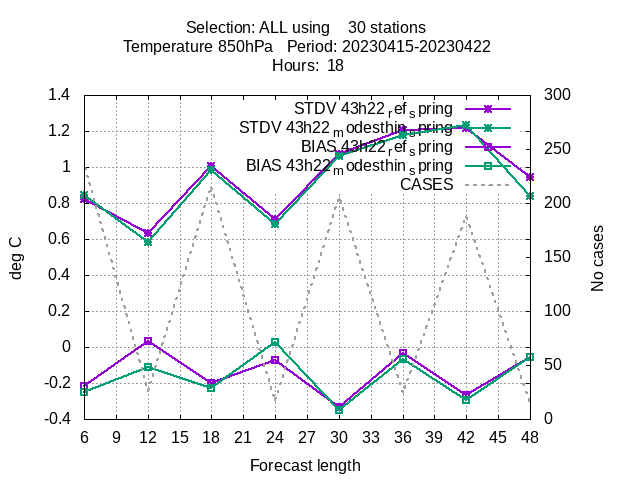 Selection: ALL using 30 stations
Temperature 850hPa Period: 20230415-20230422
Hours: 18
STDV 43h22_ref_spring
STDV 43h22_modesthin_spring
BIAS 43h22_ref_spring
BIAS 43h22_modesthin_spring
CASES
1.4
1.2
1
0.8
0.6
0.4
0.2
0
-0.2
-0.4
deg C
300
250
200
150
100
50
0
No cases
6 9 12 15 18 21 24 27 30 33 36 39 42 45 48
Forecast length